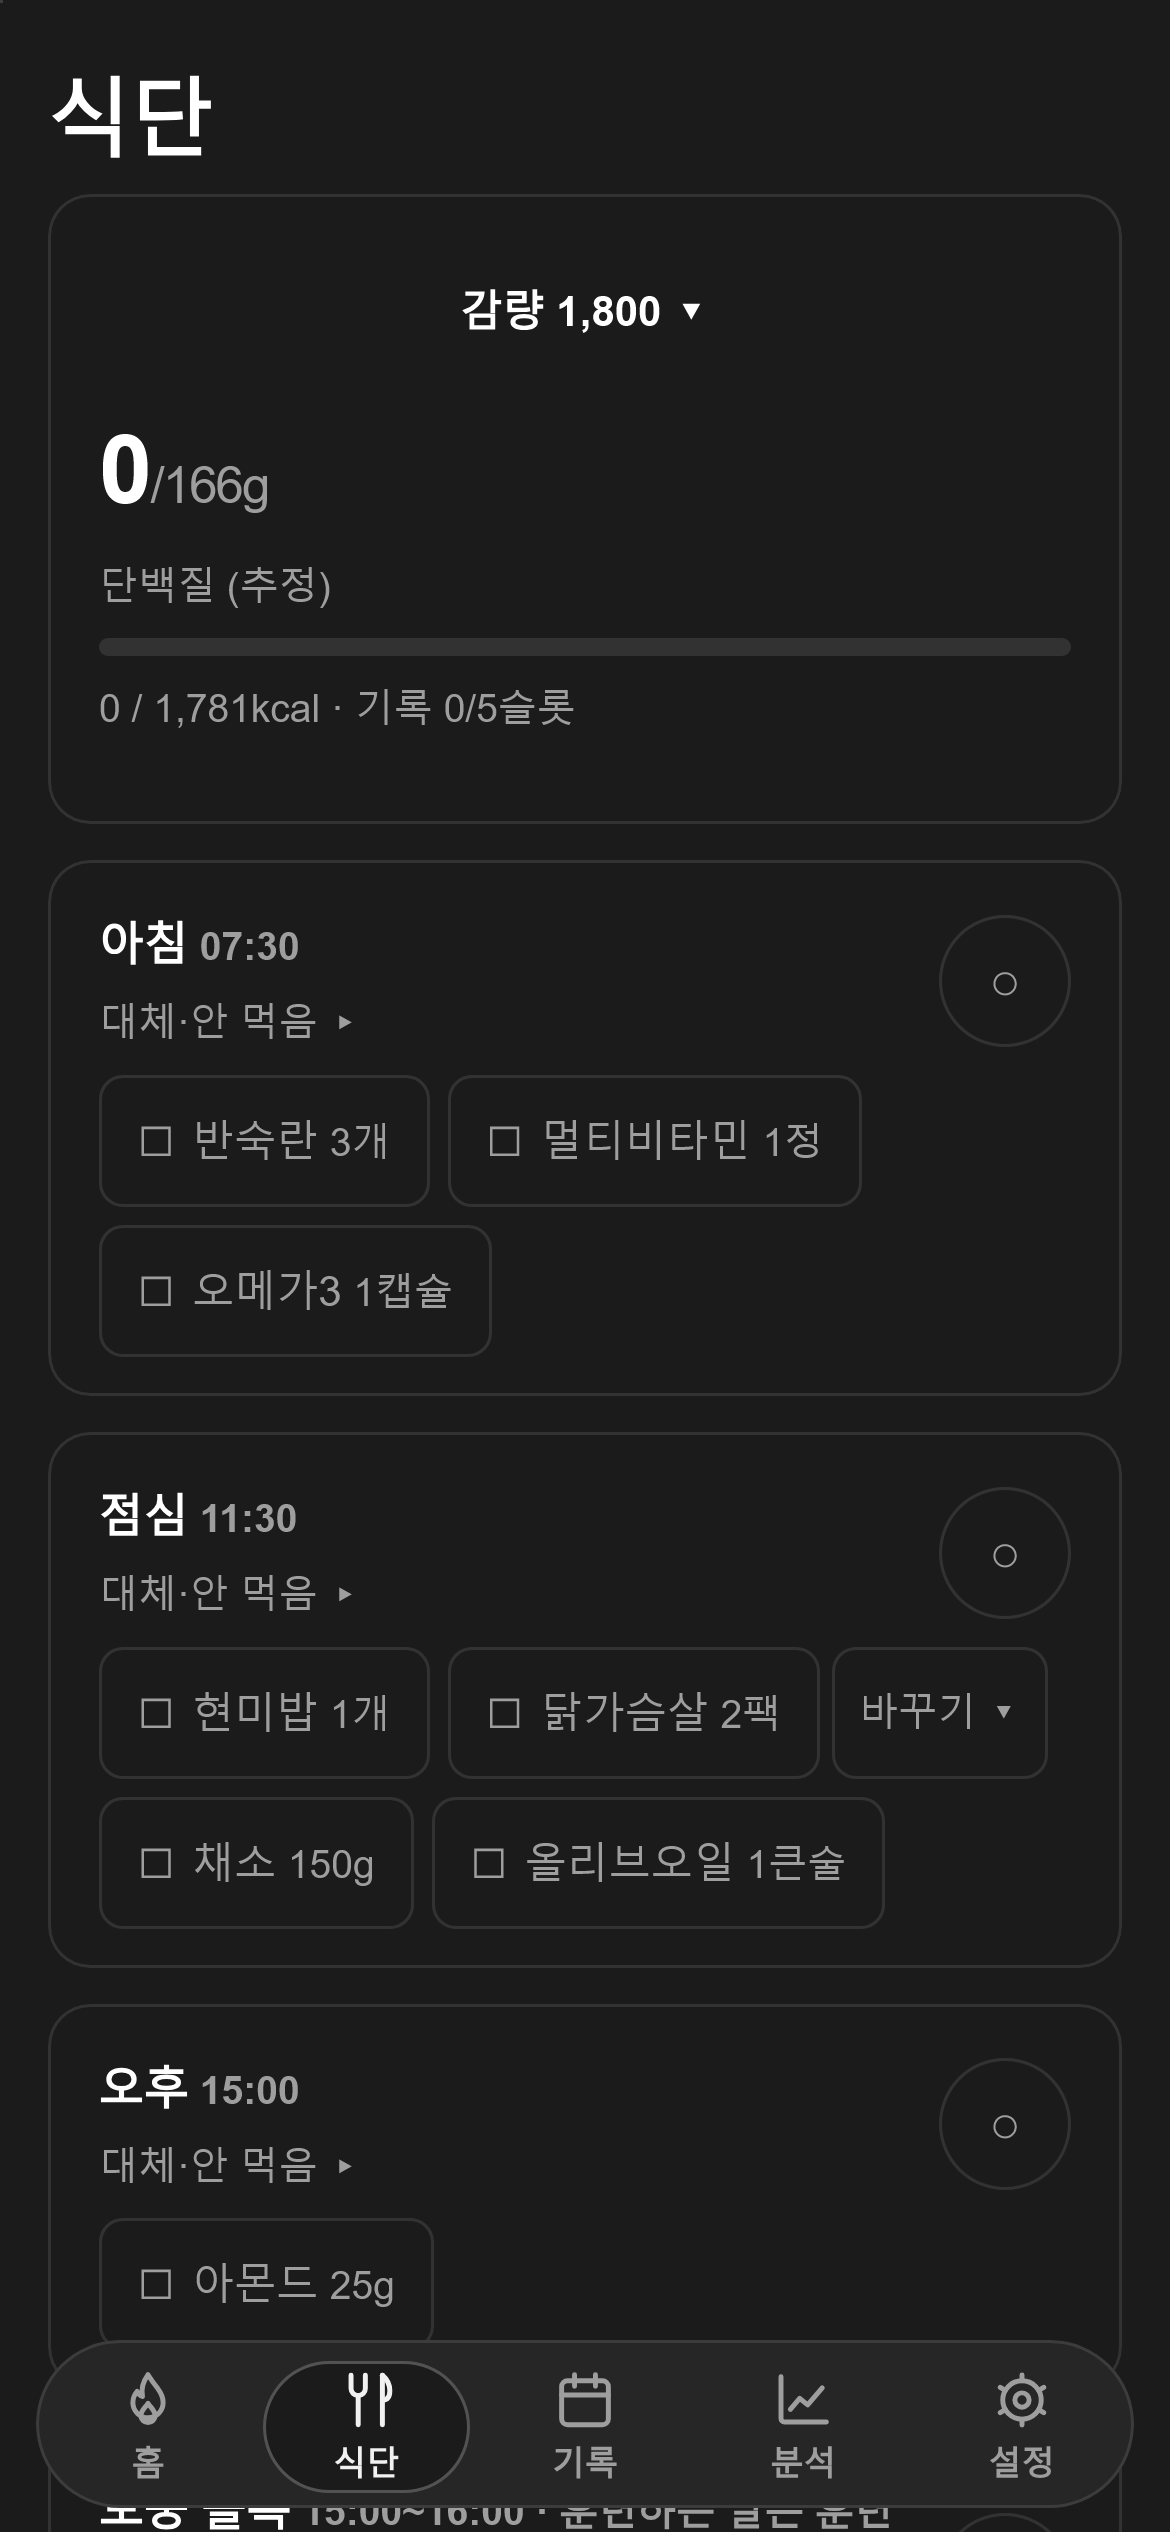 식단
감량 1,800 ▼
0/166g
단백질 (추정)
0 / 1,781kcal · 기록 0/5슬롯
아침 07:30
대체·안 먹음 ▸
☐ 반숙란 3개 ☐ 멀티비타민 1정
☐ 오메가3 1캡슐
점심 11:30
대체·안 먹음 ▸
☐ 현미밥 1개 ☐ 닭가슴살 2팩 바꾸기 ▼
☐ 채소 150g ☐ 올리브오일 1큰술
오후 15:00
대체·안 먹음 ▸
☐ 아몬드 25g
홈 식단 기록 분석 설정
15:00~16:00 ·